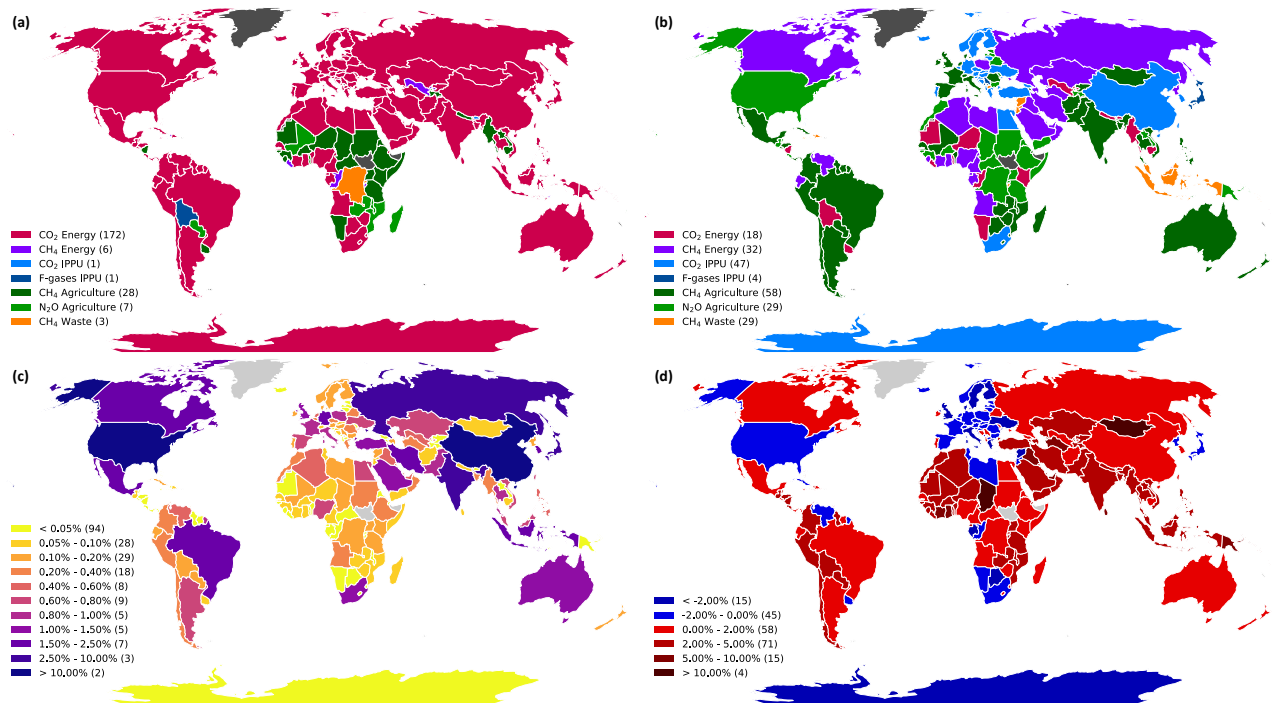 (a)
CO₂ Energy (172)
CH₄ Energy (6)
CO₂ IPPU (1)
F-gases IPPU (1)
CH₄ Agriculture (28)
N₂O Agriculture (7)
CH₄ Waste (3)
(b)
CO₂ Energy (18)
CH₄ Energy (32)
CO₂ IPPU (47)
F-gases IPPU (4)
CH₄ Agriculture (58)
N₂O Agriculture (29)
CH₄ Waste (29)
(c)
< 0.05% (94)
0.05% - 0.10% (28)
0.10% - 0.20% (29)
0.20% - 0.40% (18)
0.40% - 0.60% (8)
0.60% - 0.80% (9)
0.80% - 1.00% (5)
1.00% - 1.50% (5)
1.50% - 2.50% (7)
2.50% - 10.00% (3)
> 10.00% (2)
(d)
< -2.00% (15)
-2.00% - 0.00% (45)
0.00% - 2.00% (58)
2.00% - 5.00% (71)
5.00% - 10.00% (15)
> 10.00% (4)